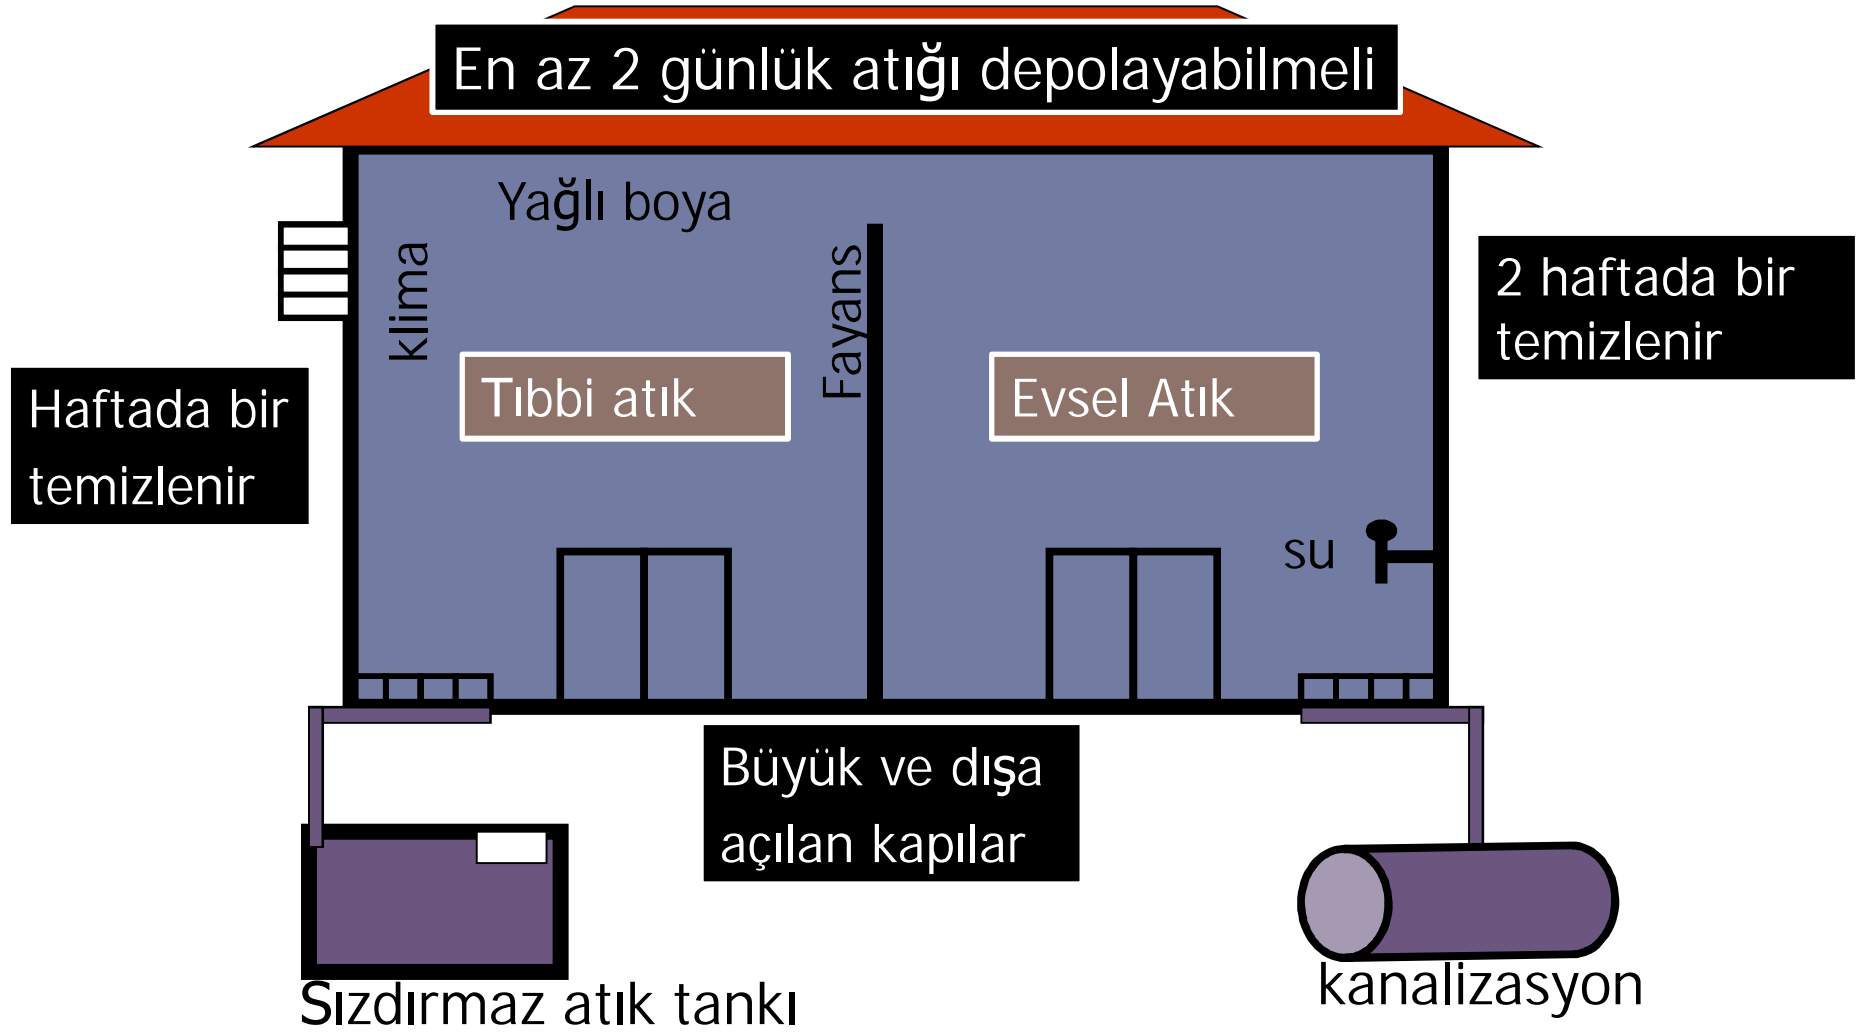 En az 2 günlük atığı depolayabilmeli
Yağlı boya
klima
Fayans
2 haftada bir
temizlenir
Haftada bir
temizlenir
Tıbbi atık
Evsel Atık
su
Büyük ve dışa
açılan kapılar
Sızdırmaz atık tankı
kanalizasyon